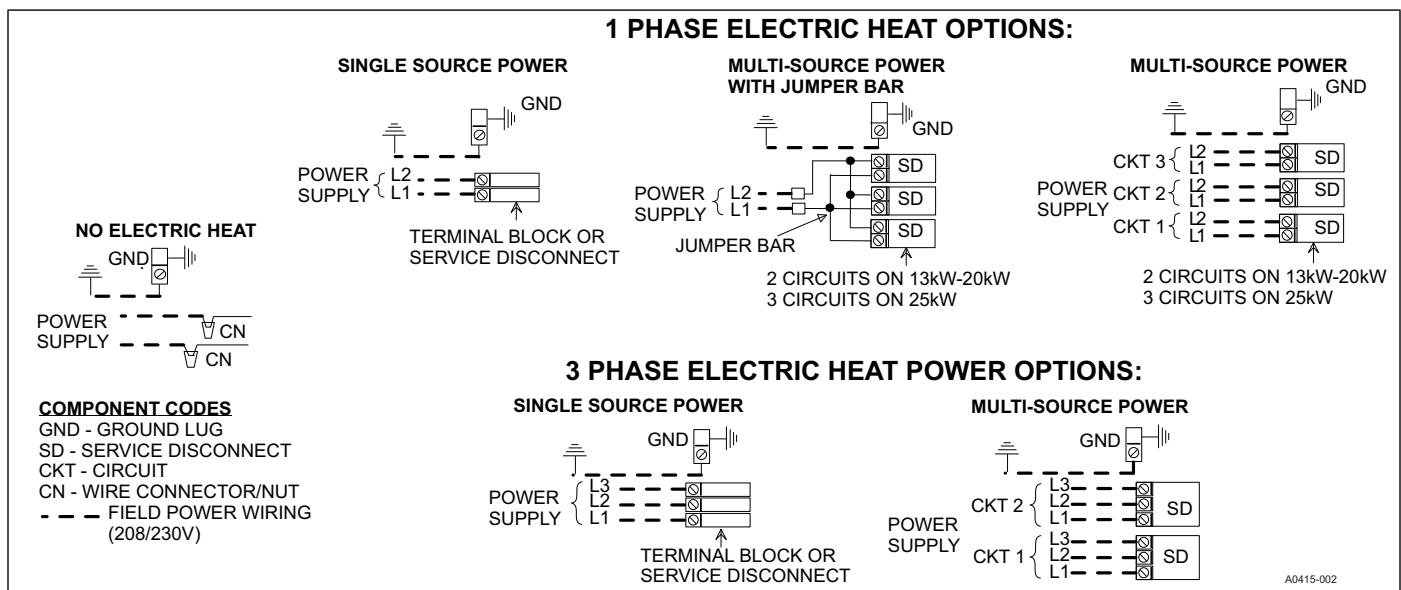 1 PHASE ELECTRIC HEAT OPTIONS:
SINGLE SOURCE POWER
GND
POWER
SUPPLY
L2
L1
TERMINAL BLOCK OR
SERVICE DISCONNECT
MULTI-SOURCE POWER
WITH JUMPER BAR
GND
SD
SD
SD
POWER
SUPPLY
L2
L1
JUMPER BAR
2 CIRCUITS ON 13kW-20kW
3 CIRCUITS ON 25kW
MULTI-SOURCE POWER
GND
POWER
SUPPLY
CKT 3
L2
L1
SD
CKT 2
L2
L1
SD
CKT 1
L2
L1
SD
2 CIRCUITS ON 13kW-20kW
3 CIRCUITS ON 25kW
NO ELECTRIC HEAT
GND
POWER
SUPPLY
CN
CN
COMPONENT CODES
GND - GROUND LUG
SD - SERVICE DISCONNECT
CKT - CIRCUIT
CN - WIRE CONNECTOR/NUT
FIELD POWER WIRING
(208/230V)
3 PHASE ELECTRIC HEAT POWER OPTIONS:
SINGLE SOURCE POWER
GND
POWER
SUPPLY
L3
L2
L1
TERMINAL BLOCK OR
SERVICE DISCONNECT
MULTI-SOURCE POWER
GND
POWER
SUPPLY
CKT 2
L3
L2
L1
SD
CKT 1
L3
L2
L1
SD
A0415-002